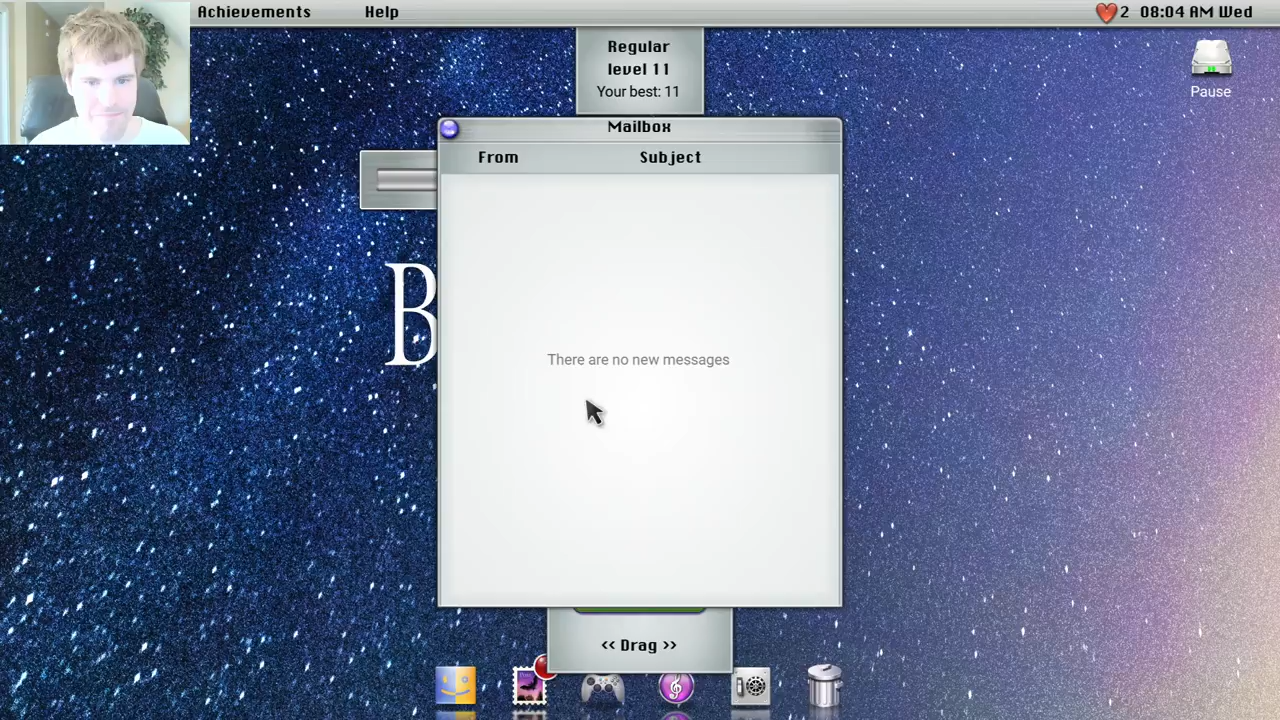 Achievements Help 2 08:04 AM Wed
Regular
level 11
Your best: 11
Pause
Mailbox
From Subject
B
There are no new messages
<< Drag >>